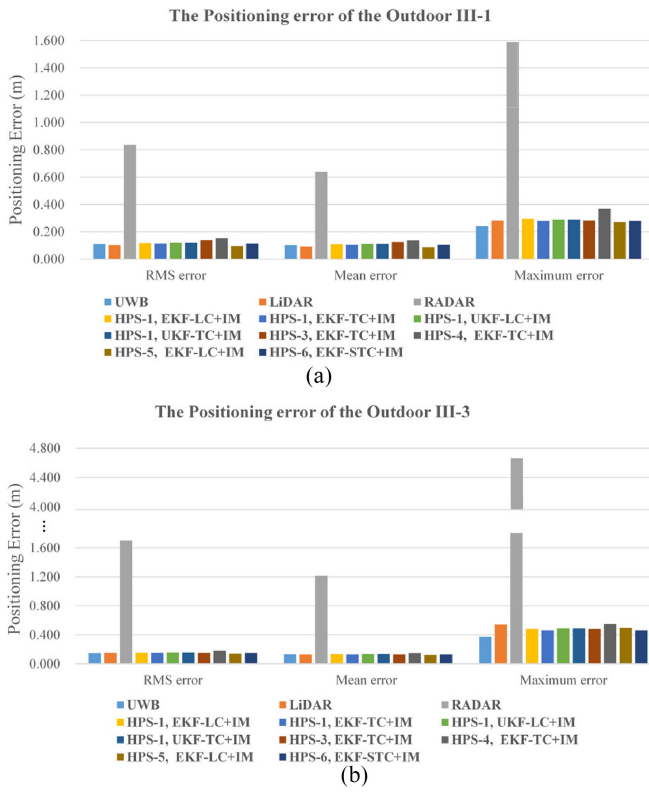 The Positioning error of the Outdoor III-1
Positioning Error (m)
1.600
1.400
1.200
1.000
0.800
0.600
0.400
0.200
0.000
RMS error Mean error Maximum error
UWB LiDAR RADAR
HPS-1, EKF-LC+IM HPS-1, EKF-TC+IM HPS-1, UKF-LC+IM
HPS-1, UKF-TC+IM HPS-3, EKF-TC+IM HPS-4, EKF-TC+IM
HPS-5, EKF-LC+IM HPS-6, EKF-STC+IM
(a)
The Positioning error of the Outdoor III-3
Positioning Error (m)
4.800
4.400
4.000
...
1.600
1.200
0.800
0.400
0.000
RMS error Mean error Maximum error
UWB LiDAR RADAR
HPS-1, EKF-LC+IM HPS-1, EKF-TC+IM HPS-1, UKF-LC+IM
HPS-1, UKF-TC+IM HPS-3, EKF-TC+IM HPS-4, EKF-TC+IM
HPS-5, EKF-LC+IM HPS-6, EKF-STC+IM
(b)